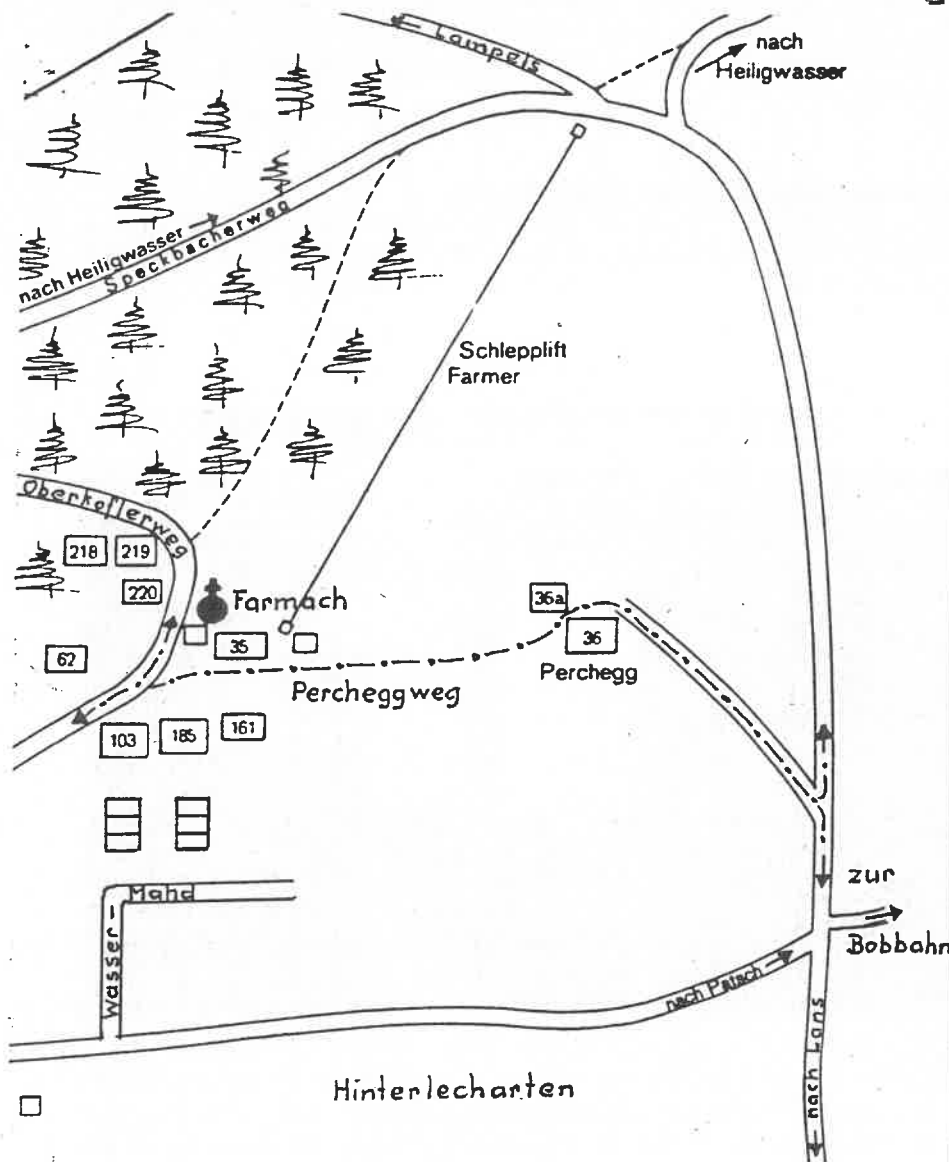 Lampels
nach
Heiligwasser
nach Heiligwasser
Speckbacherweg
Schlepplift
Farmer
Oberkoflerweg
218
219
220
Farmach
36a
35
36
62
Perchegg
Percheggweg
103
185
161
zur
Bobbahn
Mahd
Wasser-
nach Patsch
nach Lans
Hinterlecharten